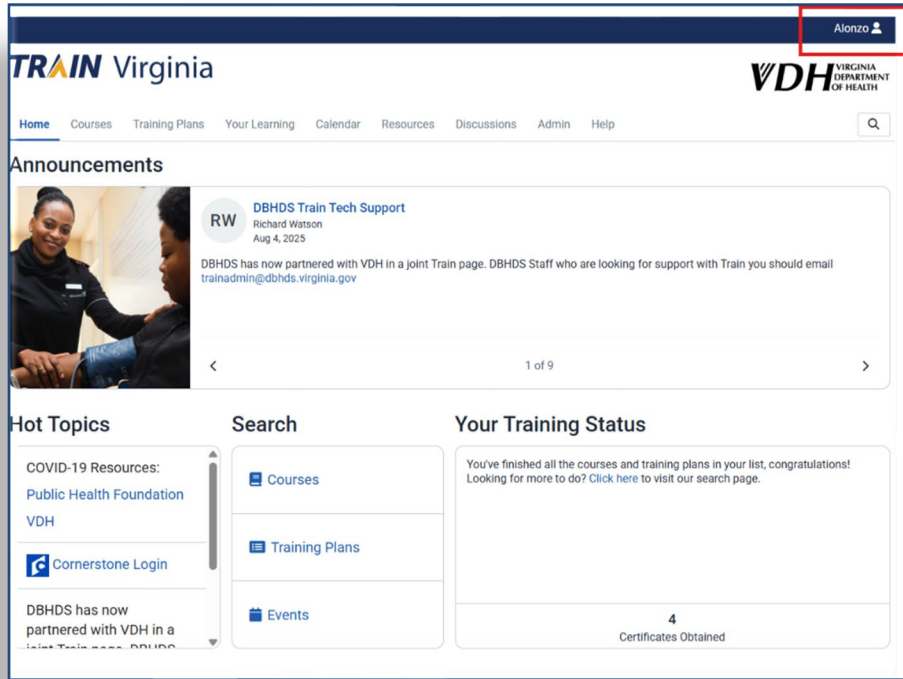 Alonzo
TRAIN Virginia
VDH VIRGINIA
DEPARTMENT
OF HEALTH
Home Courses Training Plans Your Learning Calendar Resources Discussions Admin Help
Announcements
RW
DBHDS Train Tech Support
Richard Watson
Aug 4, 2025
DBHDS has now partnered with VDH in a joint Train page. DBHDS Staff who are looking for support with Train you should email
trainadmin@dbhds.virginia.gov
1 of 9
Hot Topics
COVID-19 Resources:
Public Health Foundation
VDH
Cornerstone Login
DBHDS has now
partnered with VDH in a
joint Train page. DBHDS
Search
Courses
Training Plans
Events
Your Training Status
You've finished all the courses and training plans in your list, congratulations!
Looking for more to do? Click here to visit our search page.
4
Certificates Obtained